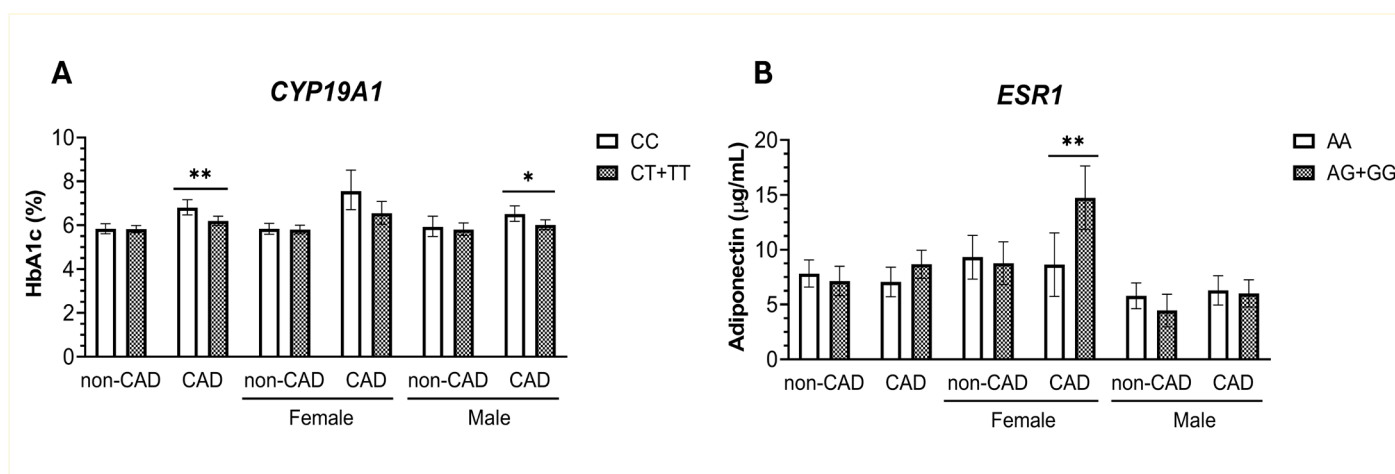 A
CYP19A1
HbA1c (%)
10
8
6
4
2
0
**
*
CC
CT+TT
non-CAD CAD non-CAD CAD non-CAD CAD
Female Male
B
ESR1
Adiponectin (μg/mL)
20
15
10
5
0
**
AA
AG+GG
non-CAD CAD non-CAD CAD non-CAD CAD
Female Male